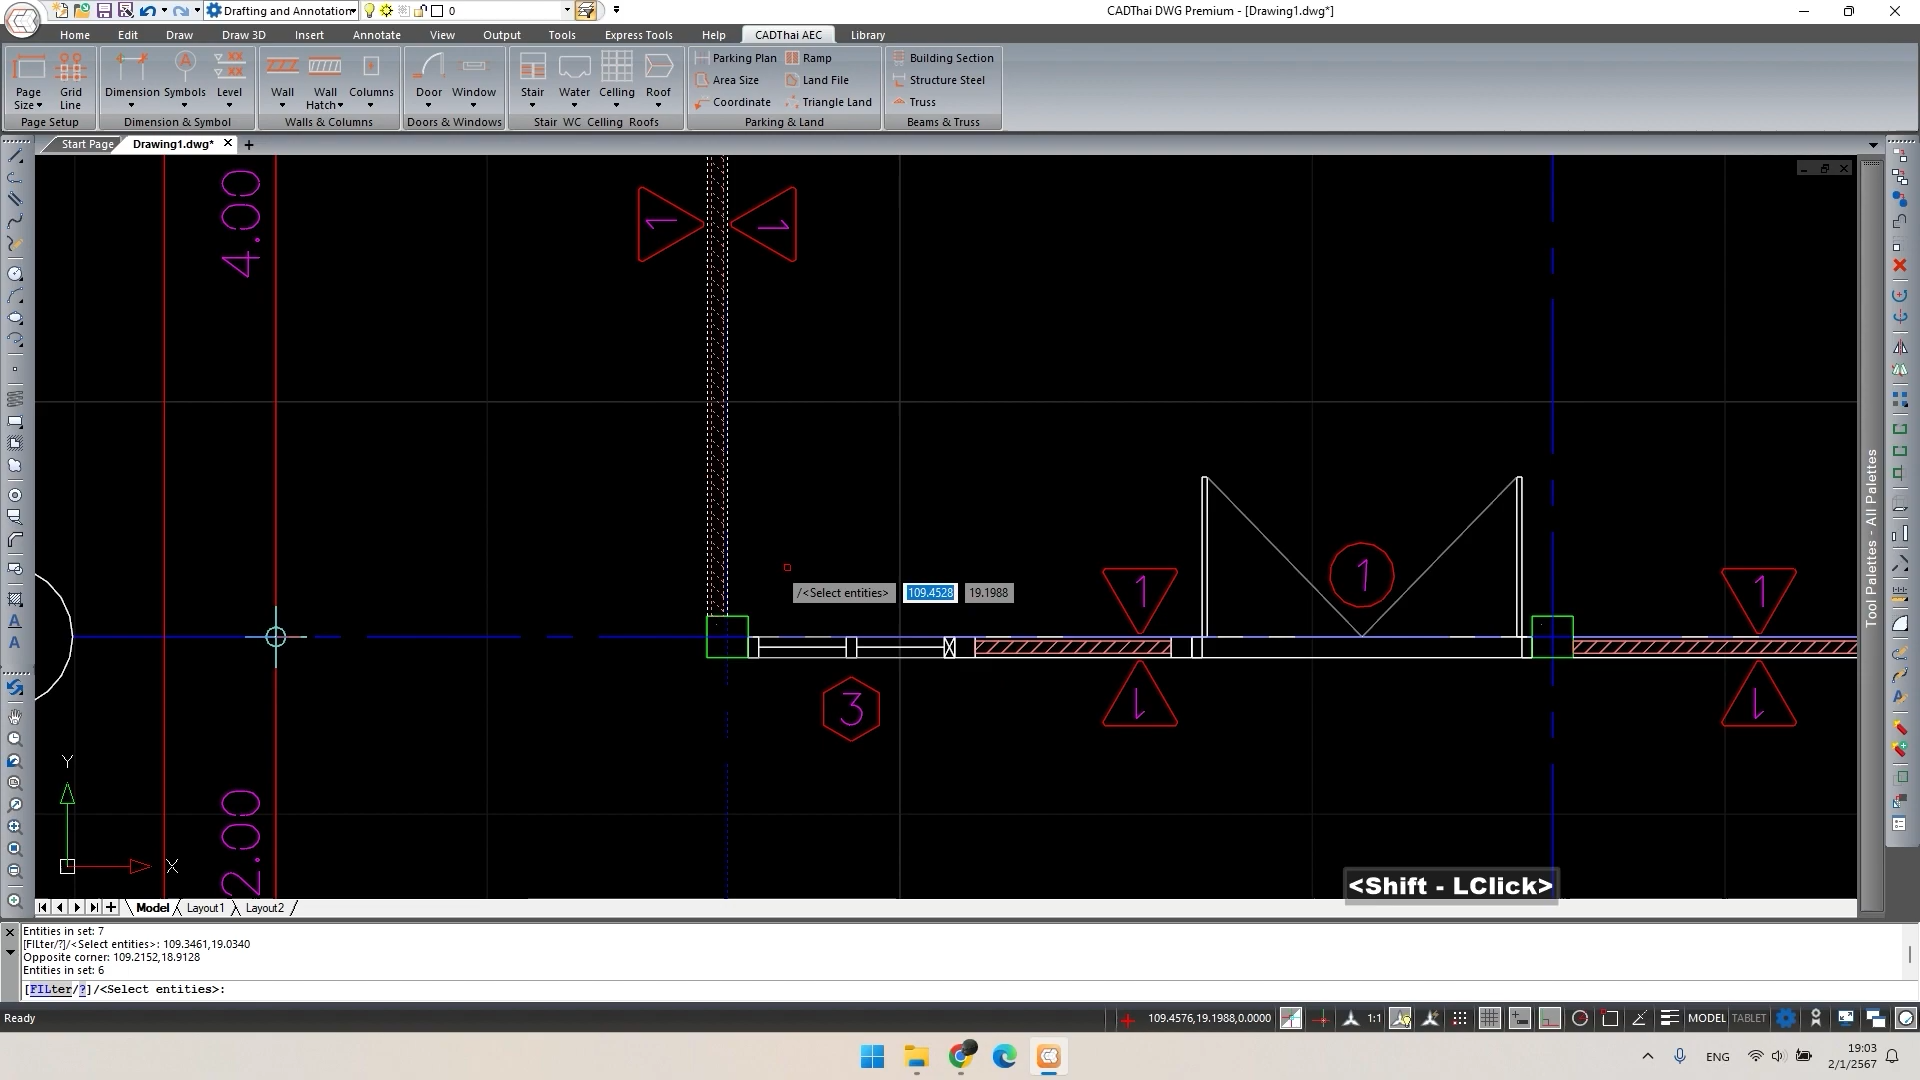 Drafting and Annotation
0
CADThai DWG Premium - [Drawing1.dwg*]
Home
Edit
Draw
Draw 3D
Insert
Annotate
View
Output
Tools
Express Tools
Help
CADThai AEC
Library
Page Size
Grid Line
Page Setup
Dimension
Symbols
Level
Dimension & Symbol
Wall
Wall Hatch
Columns
Walls & Columns
Door
Window
Doors & Windows
Stair
Water
Celling
Roof
Stair WC Celling Roofs
Parking Plan
Ramp
Area Size
Land File
Coordinate
Triangle Land
Parking & Land
Building Section
Structure Steel
Truss
Beams & Truss
Start Page
Drawing1.dwg*
4.00
1
1
/<Select entities>
109.4528
19.1988
1
1
1
3
1
1
2.00
Y
X
<Shift - LClick>
Tool Palettes - All Palettes
Model
Layout1
Layout2
Entities in set: 7
[FILter/?]/<Select entities>: 109.3461,19.0340
Opposite corner: 109.2152,18.9128
Entities in set: 6
[FILter/?]/<Select entities>:
Ready
109.4576,19.1988,0.0000
1:1
MODEL
TABLET
ENG
19:03
2/1/2567